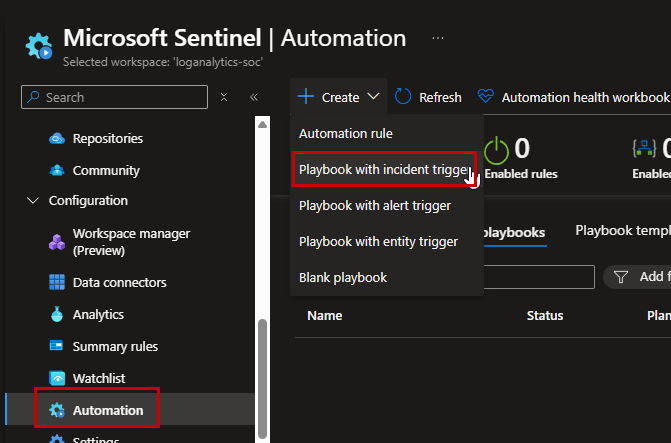 Microsoft Sentinel | Automation ...
Selected workspace: 'loganalytics-soc'
Search
«
Create
Refresh
Automation health workbook
Repositories
Community
Configuration
Workspace manager
(Preview)
Data connectors
Analytics
Summary rules
Watchlist
Automation
Settings
Automation rule
Playbook with incident trigge
Playbook with alert trigger
Playbook with entity trigger
Blank playbook
0
Enabled rules
0
Enabled
playbooks
Playbook templ
Add f
Name
Status
Plan